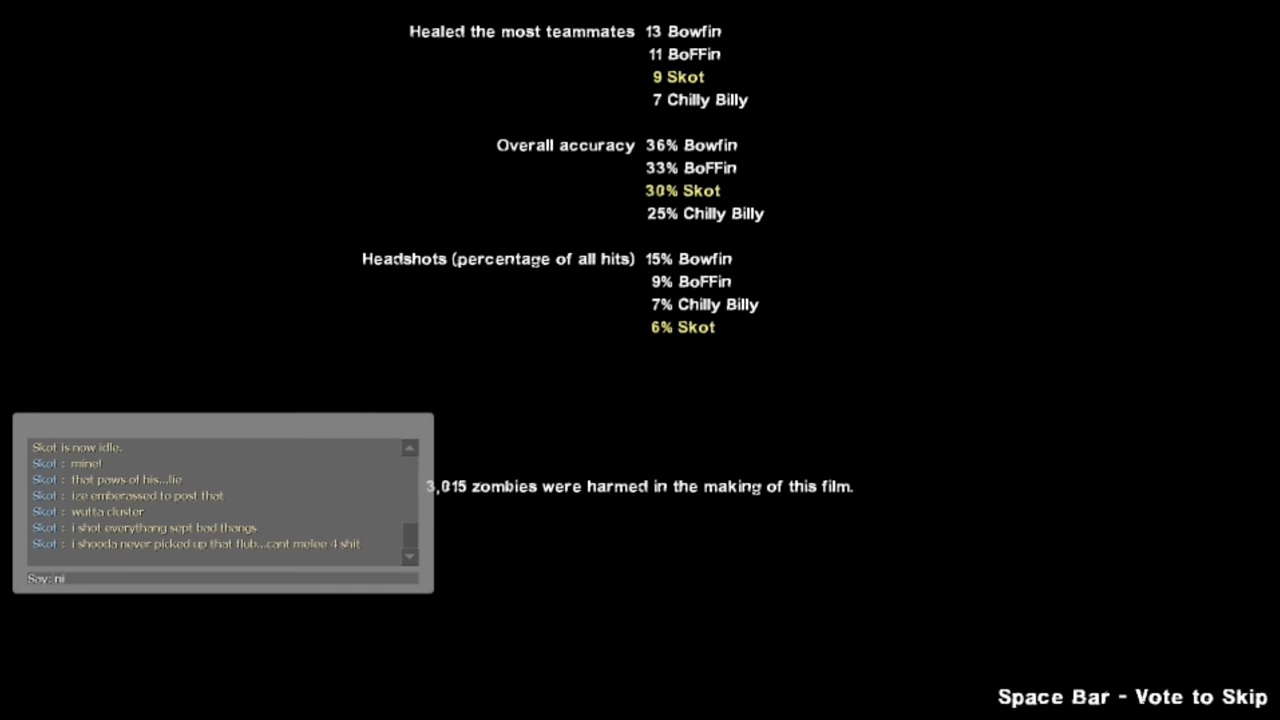 Healed the most teammates 13 Bowfin
11 BoFFin
9 Skot
7 Chilly Billy
Overall accuracy 36% Bowfin
33% BoFFin
30% Skot
25% Chilly Billy
Headshots (percentage of all hits) 15% Bowfin
9% BoFFin
7% Chilly Billy
6% Skot
Skot is now idle.
Skot : mine!
Skot : that paws of his...lie
Skot : ize emberassed to post that
Skot : wutta cluster
Skot : i shot everythang sept bad thangs
Skot : i shooda never picked up that flub...cant melee 4 shit
Say: ni
3,015 zombies were harmed in the making of this film.
Space Bar - Vote to Skip